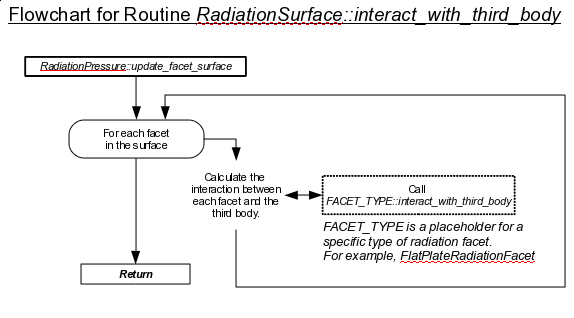 Flowchart for Routine RadiationSurface::interact_with_third_body
RadiationPressure::update_facet_surface
For each facet
in the surface
Calculate the
interaction between
each facet and the
third body.
Call
FACET_TYPE::interact_with_third_body
FACET_TYPE is a placeholder for a
specific type of radiation facet.
For example, FlatPlateRadiationFacet
Return